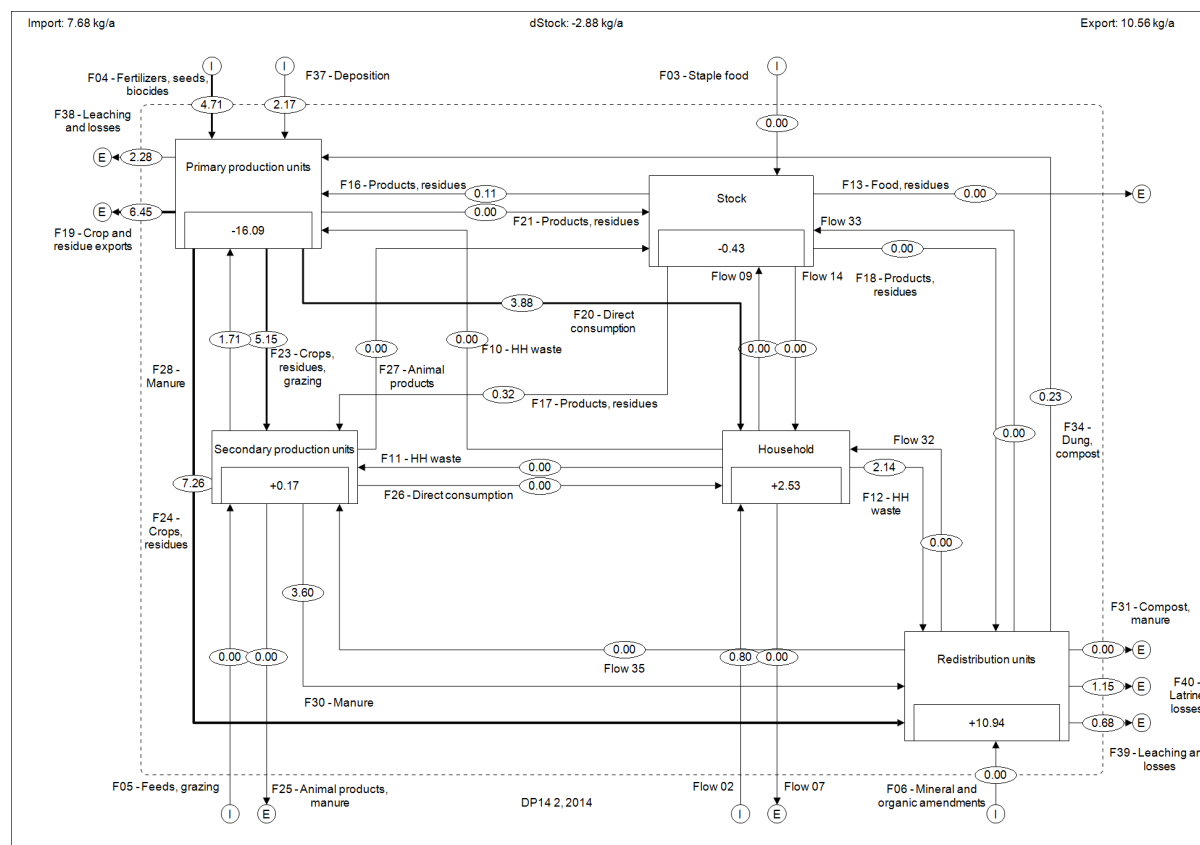 Import: 7.68 kg/a
dStock: -2.88 kg/a
Export: 10.56 kg/a
I
I
I
F04 - Fertilizers, seeds,
biocides
F37 - Deposition
F03 - Staple food
4.71
2.17
0.00
F38 - Leaching
and losses
E
2.28
Primary production units
E
6.45
F19 - Crop and
residue exports
-16.09
F16 - Products, residues
0.11
0.00
F21 - Products, residues
Stock
-0.43
F13 - Food, residues
0.00
E
Flow 33
0.00
F18 - Products,
residues
Flow 09
Flow 14
3.88
F20 - Direct
consumption
1.71
5.15
F23 - Crops,
residues,
grazing
0.00
F27 - Animal
products
0.00
F10 - HH waste
0.00
0.00
F28 -
Manure
0.32
F17 - Products, residues
0.23
F34 -
Dung,
compost
0.00
Secondary production units
+0.17
F11 - HH waste
0.00
F26 - Direct consumption
0.00
Household
+2.53
Flow 32
2.14
F12 - HH
waste
0.00
7.26
F24 -
Crops,
residues
3.60
F30 - Manure
0.00
0.00
0.00
Flow 35
0.80
0.00
Redistribution units
+10.94
F31 - Compost,
manure
0.00
E
1.15
E
F40 -
Latrine
losses
0.68
E
F39 - Leaching an
losses
0.00
F05 - Feeds, grazing
I
E
F25 - Animal products,
manure
DP14 2, 2014
Flow 02
I
E
Flow 07
F06 - Mineral and
organic amendments
I